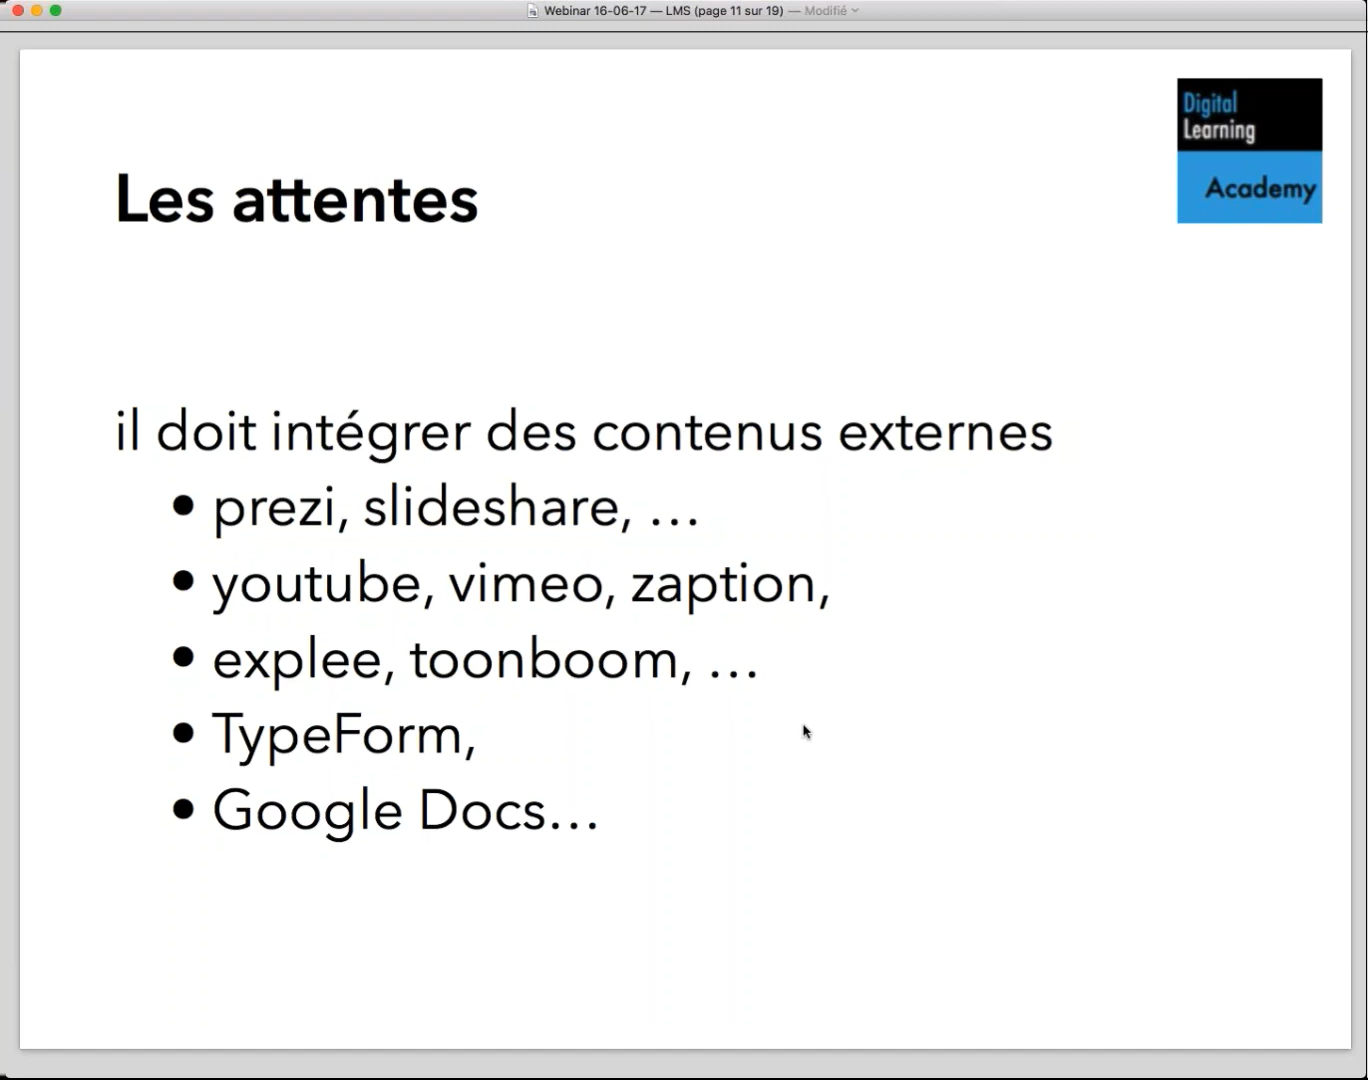 Webinar 16-06-17 — LMS (page 11 sur 19) — Modifié
Digital
Learning
Academy
Les attentes
il doit intégrer des contenus externes
• prezi, slideshare, …
• youtube, vimeo, zaption,
• explee, toonboom, …
• TypeForm,
• Google Docs…